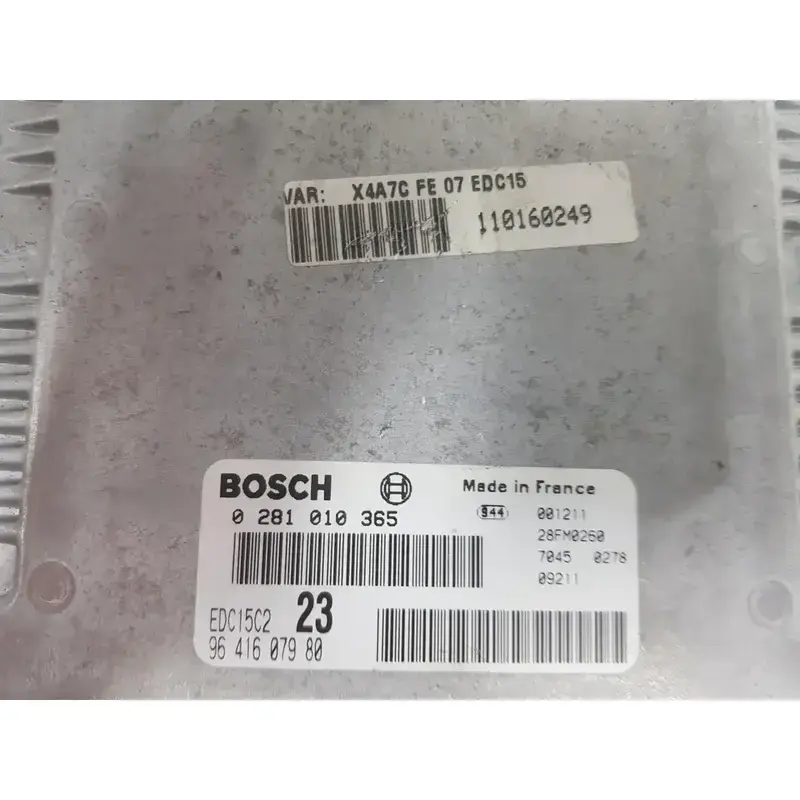 VAR: X4A7C FE 07 EDC15
110160249
BOSCH Made in France
0 281 010 365
944 001211
28FM0260
7045 0278
09211
EDC15C2 23
96 416 079 80